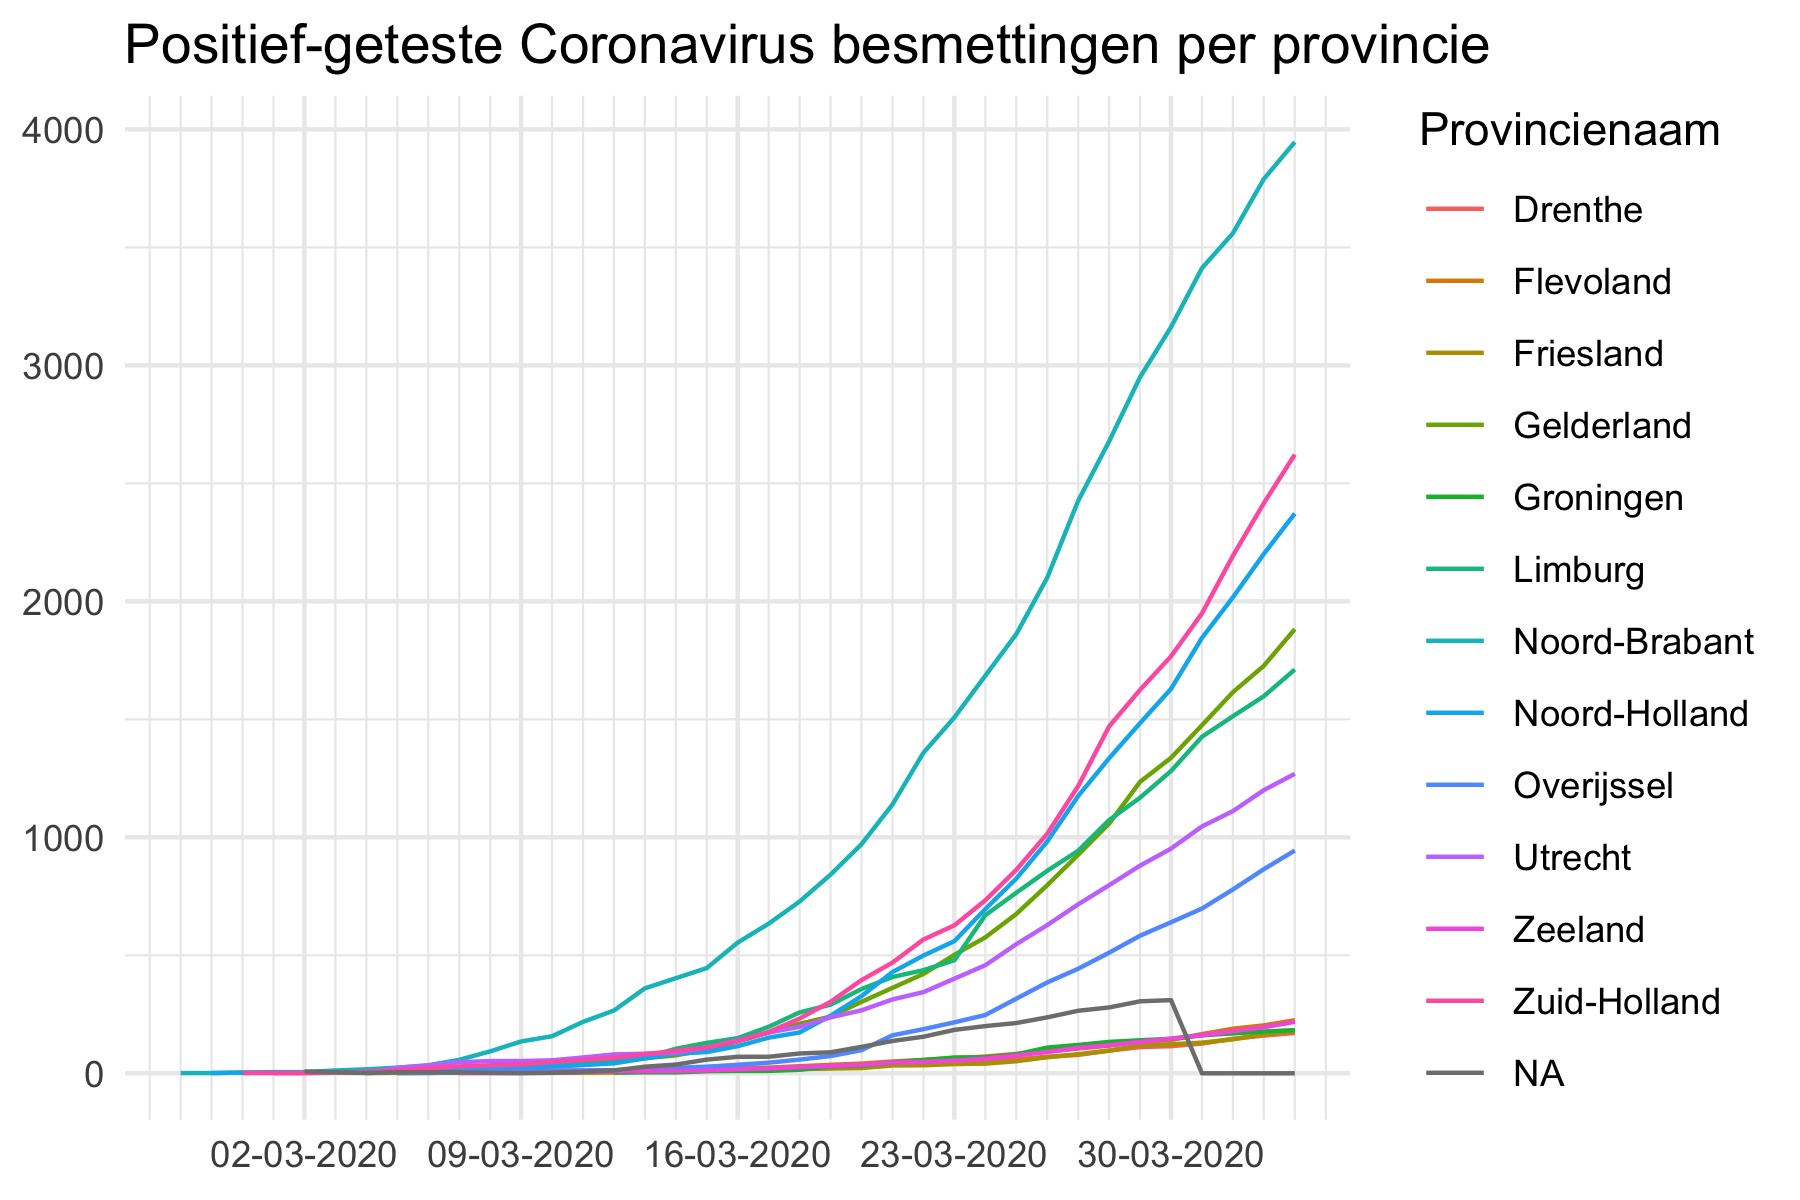 Positief-geteste Coronavirus besmettingen per provincie
4000
3000
2000
1000
0
02-03-2020
09-03-2020
16-03-2020
23-03-2020
30-03-2020
Provincienaam
Drenthe
Flevoland
Friesland
Gelderland
Groningen
Limburg
Noord-Brabant
Noord-Holland
Overijssel
Utrecht
Zeeland
Zuid-Holland
NA